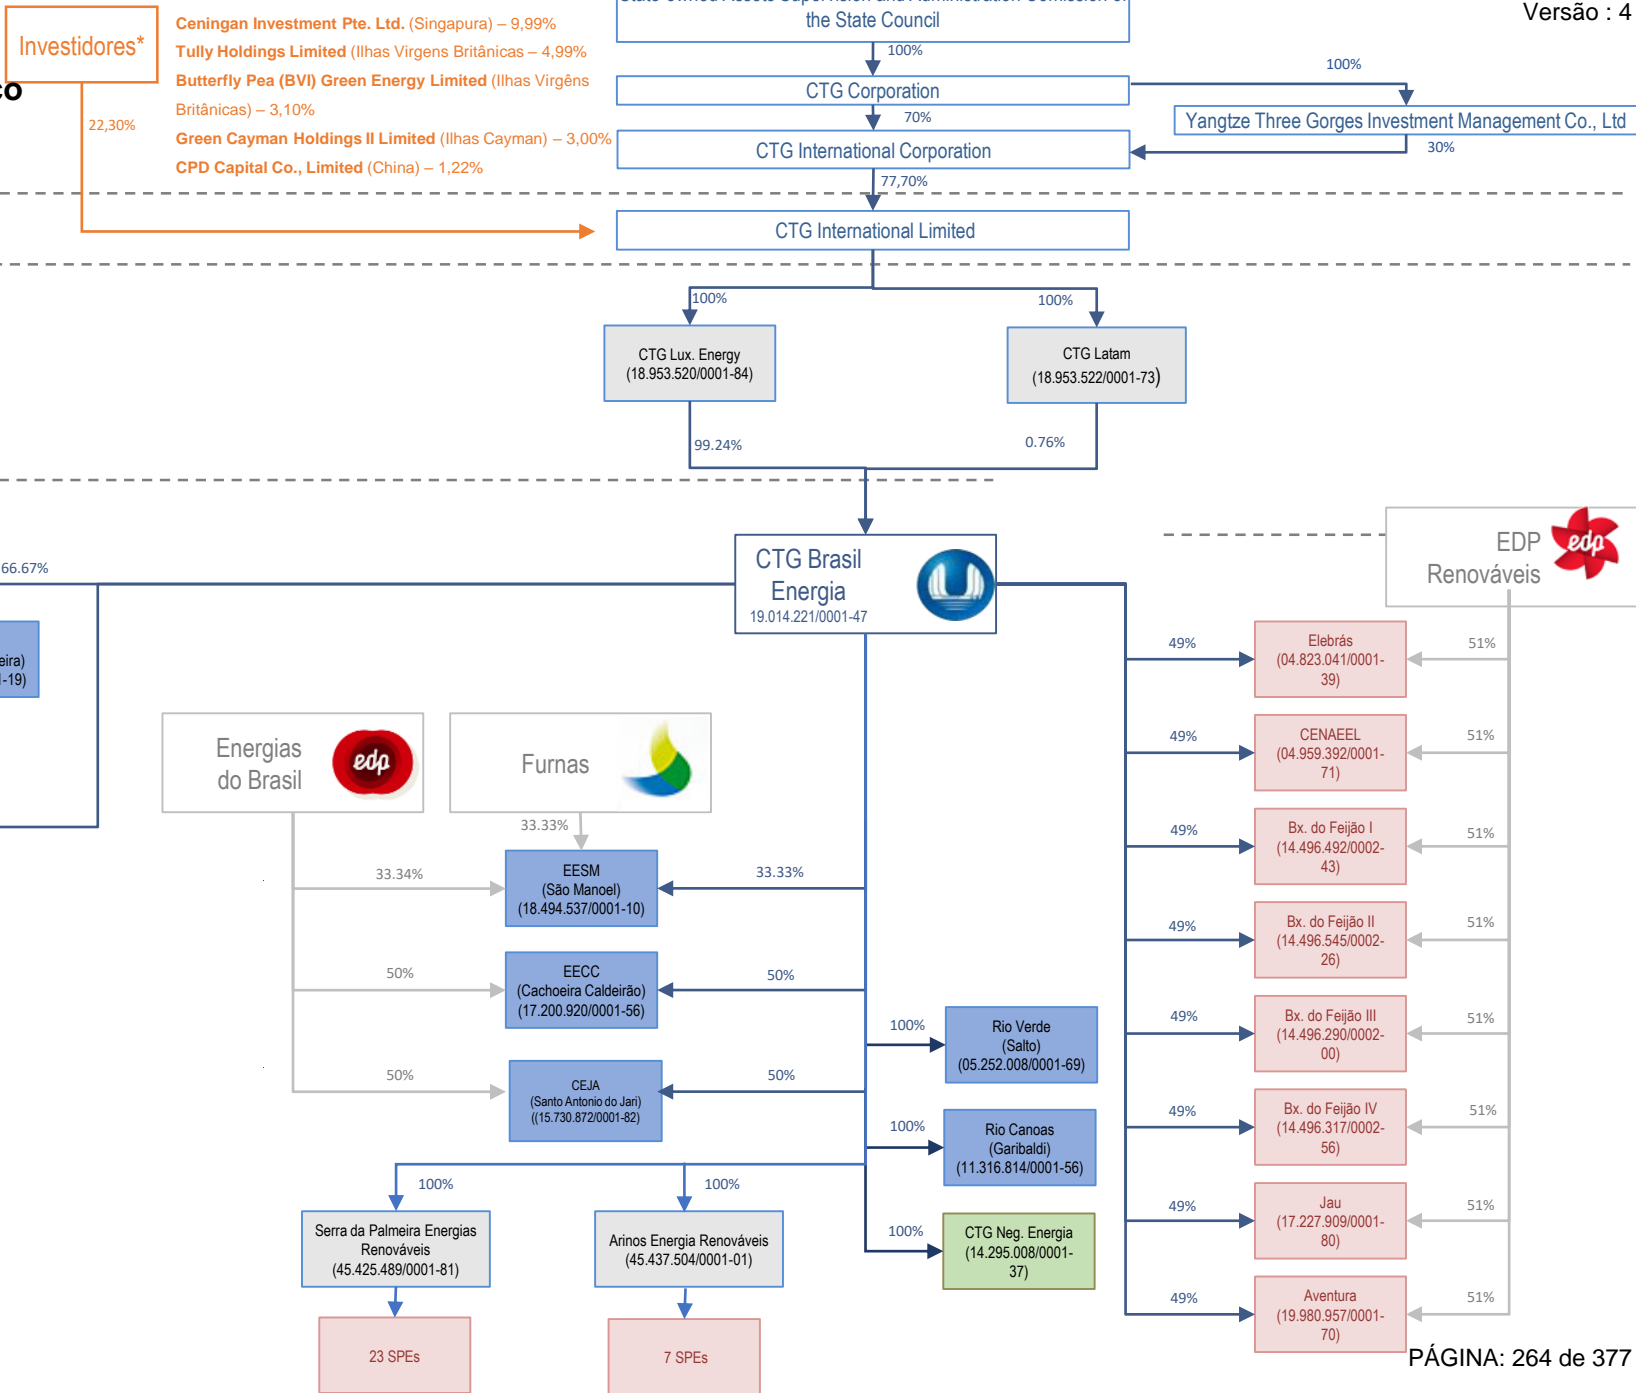 Versão : 4
State-owned Assets Supervision and Administration Comission of
the State Council
Investidores*
Ceningan Investment Pte. Ltd. (Singapura) – 9,99%
Tully Holdings Limited (Ilhas Virgens Britânicas – 4,99%
Butterfly Pea (BVI) Green Energy Limited (Ilhas Virgêns
Britânicas) – 3,10%
Green Cayman Holdings II Limited (Ilhas Cayman) – 3,00%
CPD Capital Co., Limited (China) – 1,22%
co
22,30%
100%
100%
CTG Corporation
70%
Yangtze Three Gorges Investment Management Co., Ltd
30%
CTG International Corporation
77,70%
CTG International Limited
100%
100%
CTG Lux. Energy
(18.953.520/0001-84)
CTG Latam
(18.953.522/0001-73)
99.24%
0.76%
66.67%
CTG Brasil
Energia
19.014.221/0001-47
EDP
Renováveis
edp
eira)
-19)
Energias
do Brasil
edp
Furnas
33.33%
33.34%
EESM
(São Manoel)
(18.494.537/0001-10)
33.33%
50%
EECC
(Cachoeira Caldeirão)
(17.200.920/0001-56)
50%
50%
CEJA
(Santo Antonio do Jari)
((15.730.872/0001-82)
50%
100%
Rio Verde
(Salto)
(05.252.008/0001-69)
100%
Rio Canoas
(Garibaldi)
(11.316.814/0001-56)
100%
CTG Neg. Energia
(14.295.008/0001-
37)
100%
Serra da Palmeira Energias
Renováveis
(45.425.489/0001-81)
23 SPEs
100%
Arinos Energia Renováveis
(45.437.504/0001-01)
7 SPEs
49%
Elebrás
(04.823.041/0001-
39)
51%
49%
CENAEEL
(04.959.392/0001-
71)
51%
49%
Bx. do Feijão I
(14.496.492/0002-
43)
51%
49%
Bx. do Feijão II
(14.496.545/0002-
26)
51%
49%
Bx. do Feijão III
(14.496.290/0002-
00)
51%
49%
Bx. do Feijão IV
(14.496.317/0002-
56)
51%
49%
Jau
(17.227.909/0001-
80)
51%
49%
Aventura
(19.980.957/0001-
70)
51%
PÁGINA: 264 de 377